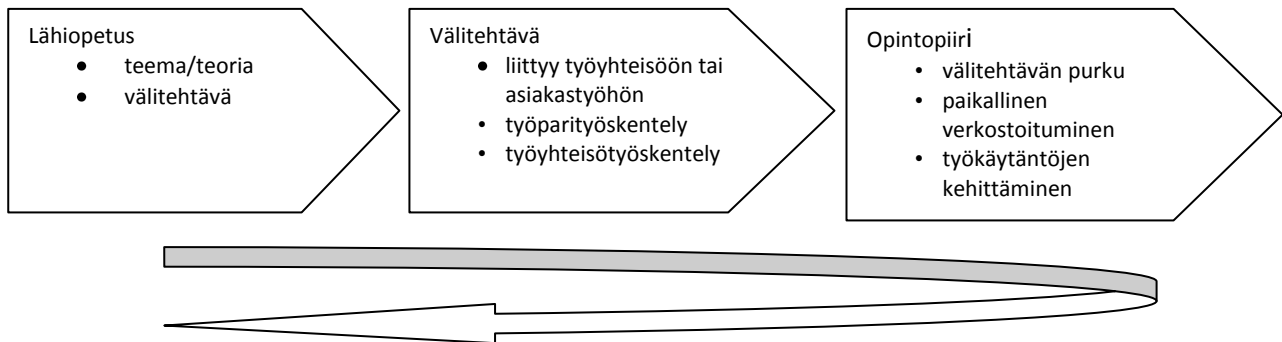 Lähiopetus
● teema/teoria
● välitehtävä
Välitehtävä
● liittyy työyhteisöön tai
asiakastyöhön
• työparityöskentely
• työyhteisötyöskentely
Opintopiiri
• välitehtävän purku
• paikallinen
verkostoituminen
• työkäytäntöjen
kehittäminen